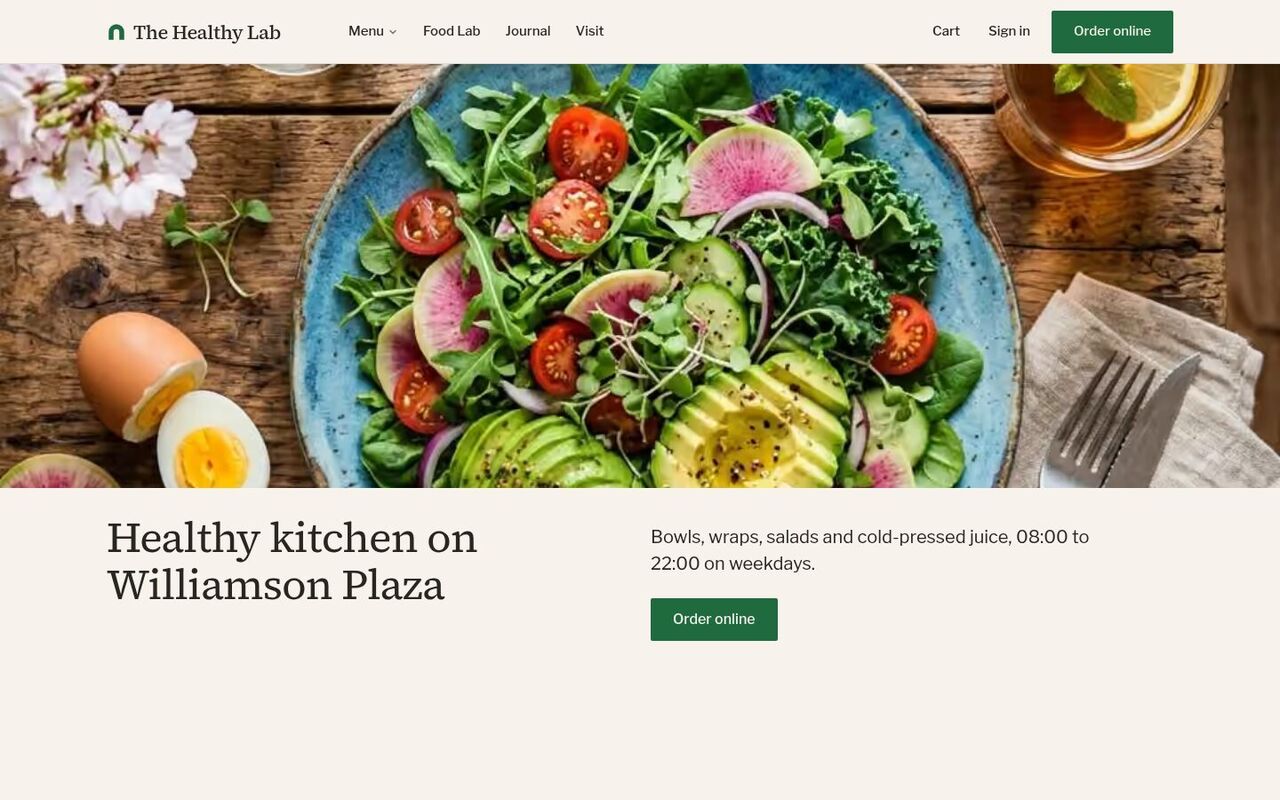 The Healthy Lab
Menu
Food Lab
Journal
Visit
Cart
Sign in
Order online
Healthy kitchen on
Williamson Plaza
Bowls, wraps, salads and cold-pressed juice, 08:00 to
22:00 on weekdays.
Order online